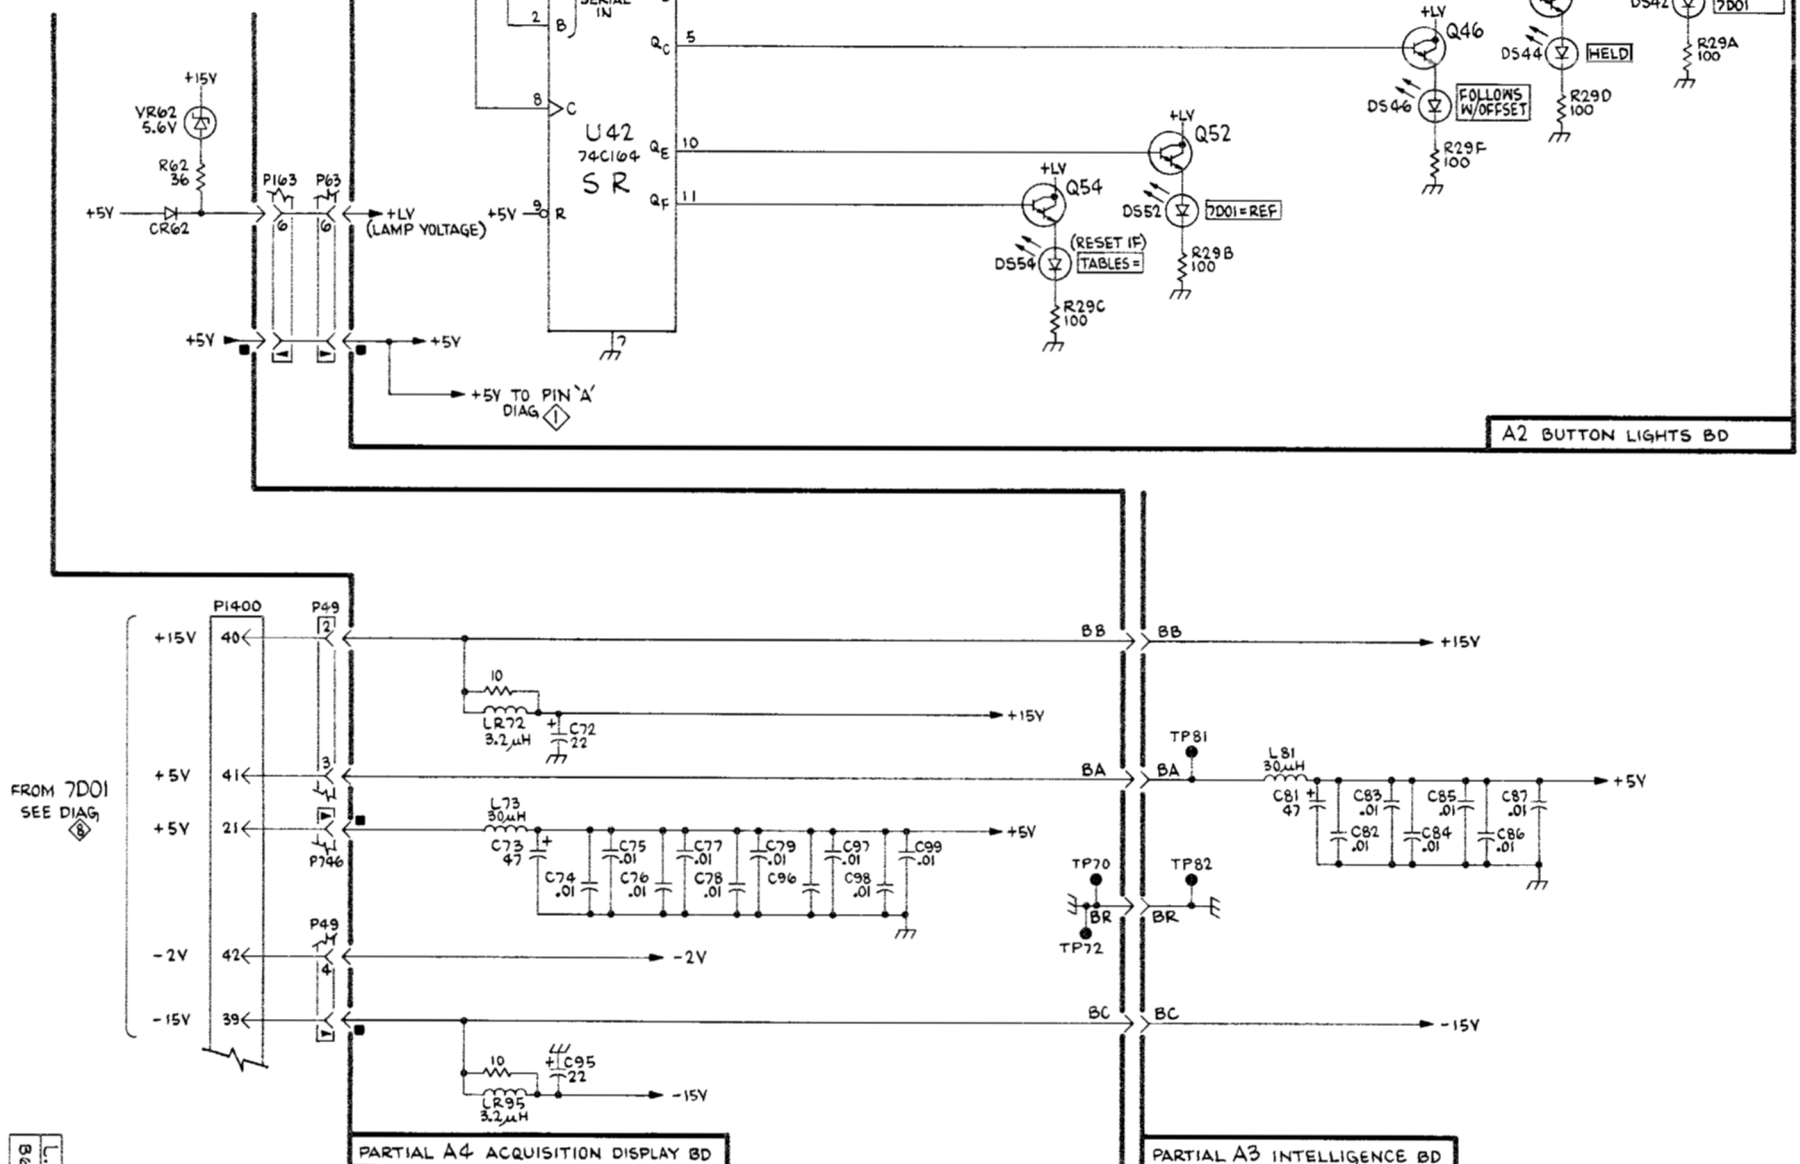 SERIAL
IN
2
B
8
C
U42
74C164
SR
+5V
9
R
7
QC
5
QE
10
QF
11
+LV
Q46
DS46
FOLLOWS
W/OFFSET
R29F
100
DS44
HELD
R29D
100
DS42
7D01
R29A
100
+LV
Q52
DS52
7D01=REF
R29B
100
+LV
Q54
DS54
(RESET IF)
TABLES=
R29C
100
+15V
VR62
5.6V
R62
36
+5V
CR62
P163
P63
6
6
+LV
(LAMP VOLTAGE)
+5V
+5V
+5V TO PIN 'A'
DIAG 1
A2 BUTTON LIGHTS BD
FROM 7D01
SEE DIAG
8
P1400
P49
+15V
40
2
BB
BB
+15V
10
LR72
3.2µH
+
C72
22
+15V
+5V
41
3
BA
BA
TP81
L81
30µH
+5V
C81
47
+
C82
.01
C83
.01
C84
.01
C85
.01
C86
.01
C87
.01
+5V
21
P746
L73
30µH
+5V
C73
47
+
C74
.01
C75
.01
C76
.01
C77
.01
C78
.01
C79
.01
C96
C97
.01
C98
.01
C99
.01
TP70
TP82
BR
BR
TP72
P49
-2V
42
4
-2V
-15V
39
BC
BC
-15V
10
LR95
3.2µH
+
C95
22
-15V
PARTIAL A4 ACQUISITION DISPLAY BD
PARTIAL A3 INTELLIGENCE BD